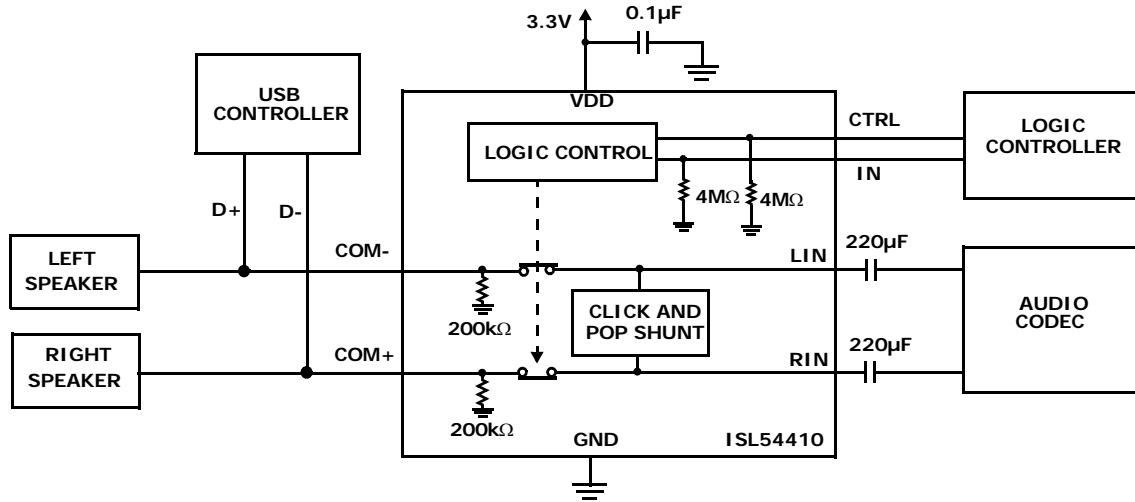 3.3V
0.1µF
USB
CONTROLLER
VDD
LOGIC CONTROL
CTRL
IN
LOGIC
CONTROLLER
4MΩ
4MΩ
D+
D-
LEFT
SPEAKER
COM-
200kΩ
CLICK AND
POP SHUNT
LIN
220µF
AUDIO
CODEC
RIGHT
SPEAKER
COM+
200kΩ
RIN
220µF
GND
ISL54410